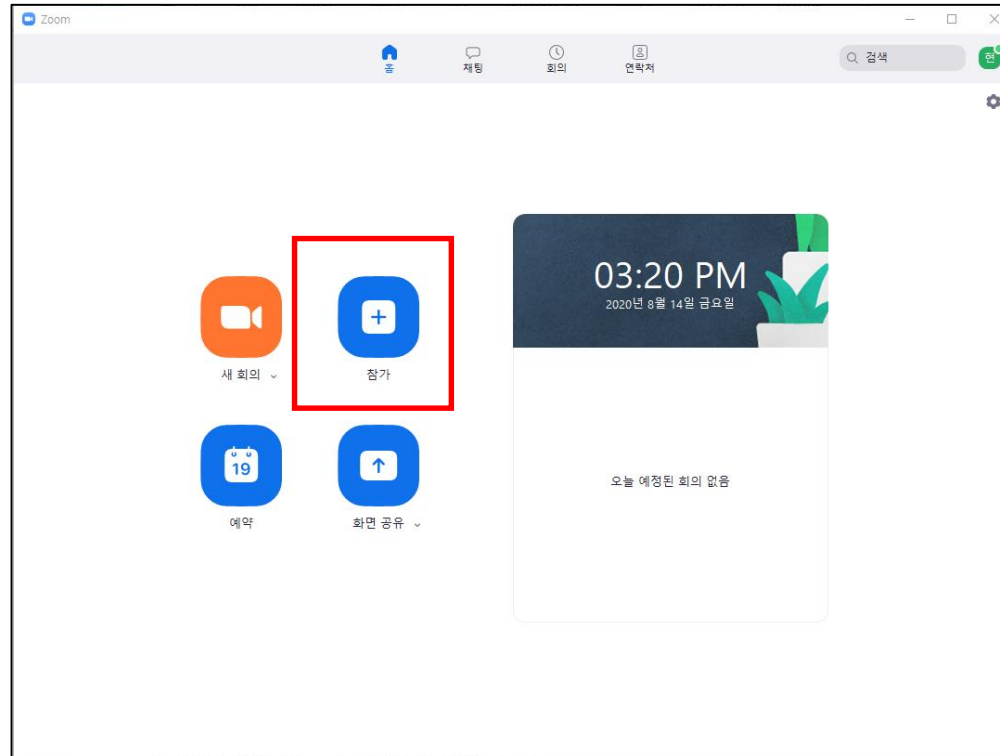 Zoom
홈
채팅
회의
연락처
검색
현
03:20 PM
2020년 8월 14일 금요일
새 회의
참가
19
예약
화면 공유
오늘 예정된 회의 없음